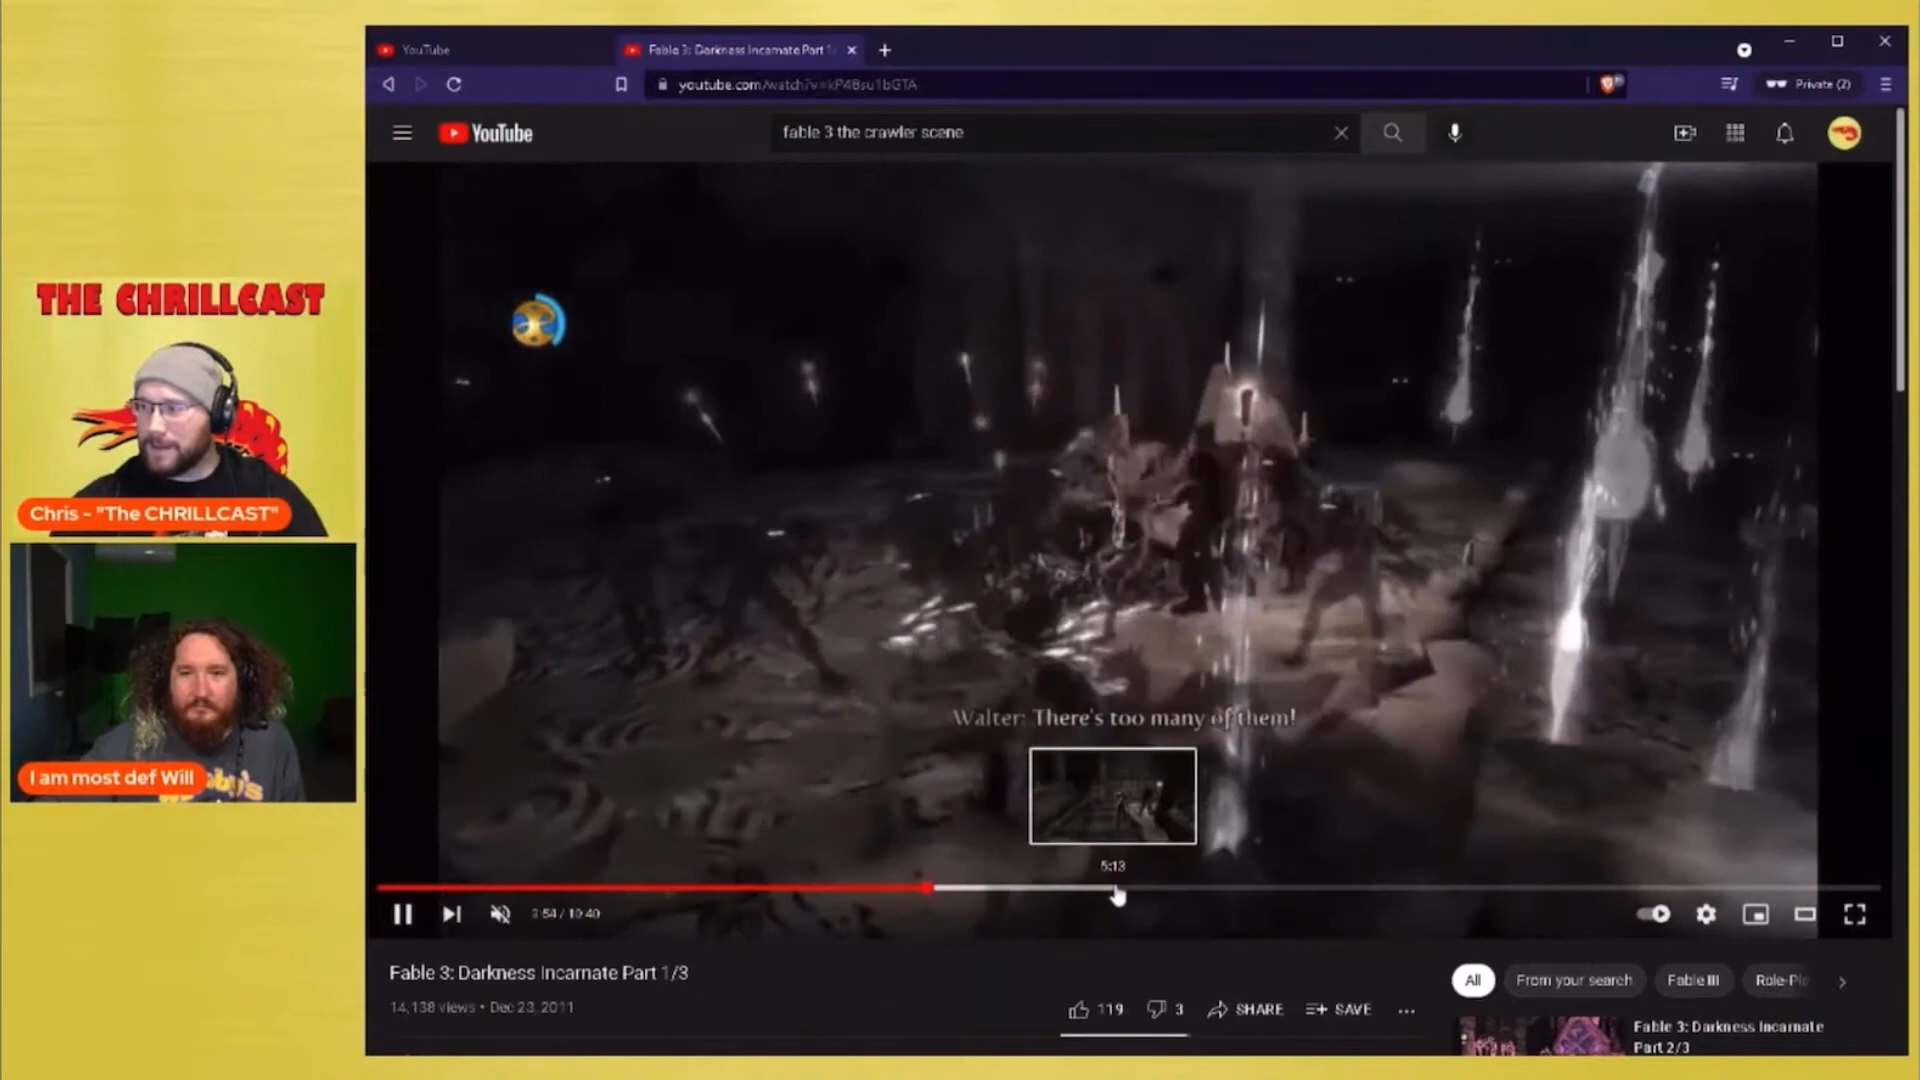 YouTube
Fable 3: Darkness Incarnate Part 1
youtube.com/watch?v=kP4Bsu1bGTA
Private (2)
YouTube
fable 3 the crawler scene
THE CHRILLCAST
Chris - "The CHRILLCAST"
I am most def Will
Walter: There's too many of them!
5:13
3:54 / 10:40
Fable 3: Darkness Incarnate Part 1/3
14,138 views • Dec 23, 2011
119
3
SHARE
SAVE
All
From your search
Fable III
Role-Pl
Fable 3: Darkness Incarnate
Part 2/3